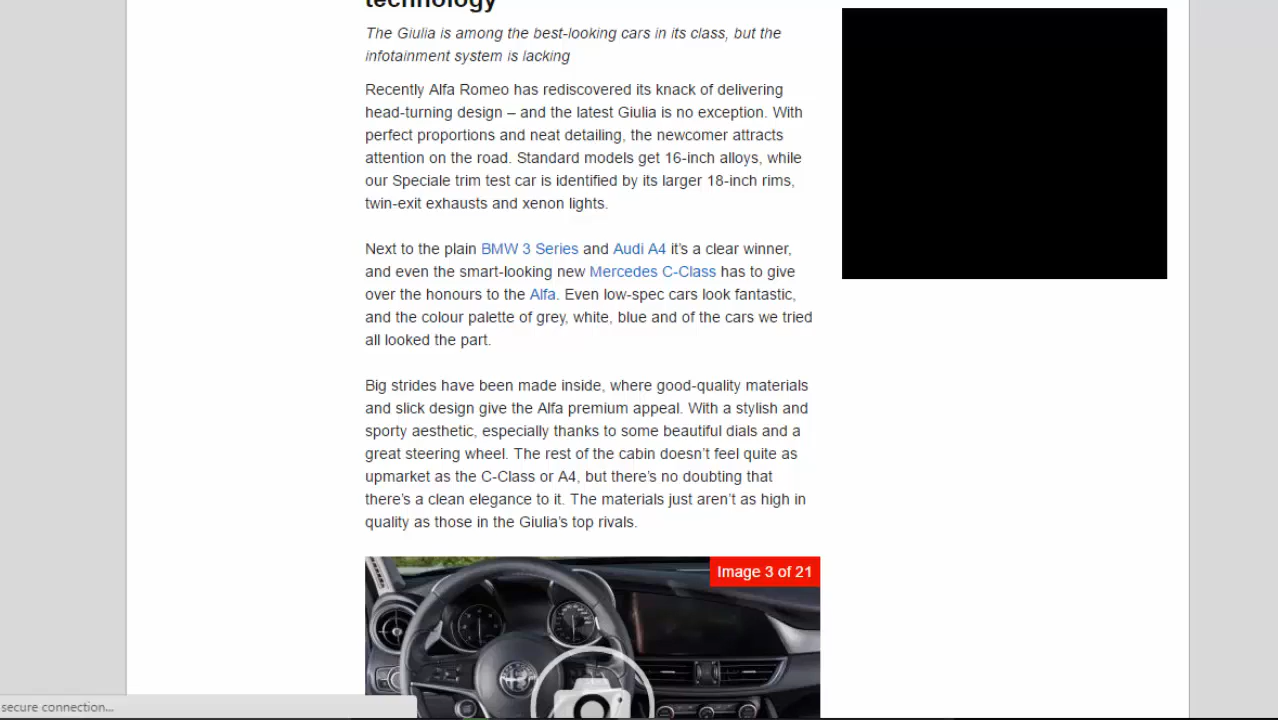 technology
The Giulia is among the best-looking cars in its class, but the
infotainment system is lacking
Recently Alfa Romeo has rediscovered its knack of delivering
head-turning design – and the latest Giulia is no exception. With
perfect proportions and neat detailing, the newcomer attracts
attention on the road. Standard models get 16-inch alloys, while
our Speciale trim test car is identified by its larger 18-inch rims,
twin-exit exhausts and xenon lights.
Next to the plain BMW 3 Series and Audi A4 it’s a clear winner,
and even the smart-looking new Mercedes C-Class has to give
over the honours to the Alfa. Even low-spec cars look fantastic,
and the colour palette of grey, white, blue and of the cars we tried
all looked the part.
Big strides have been made inside, where good-quality materials
and slick design give the Alfa premium appeal. With a stylish and
sporty aesthetic, especially thanks to some beautiful dials and a
great steering wheel. The rest of the cabin doesn’t feel quite as
upmarket as the C-Class or A4, but there’s no doubting that
there’s a clean elegance to it. The materials just aren’t as high in
quality as those in the Giulia’s top rivals.
Image 3 of 21
secure connection...